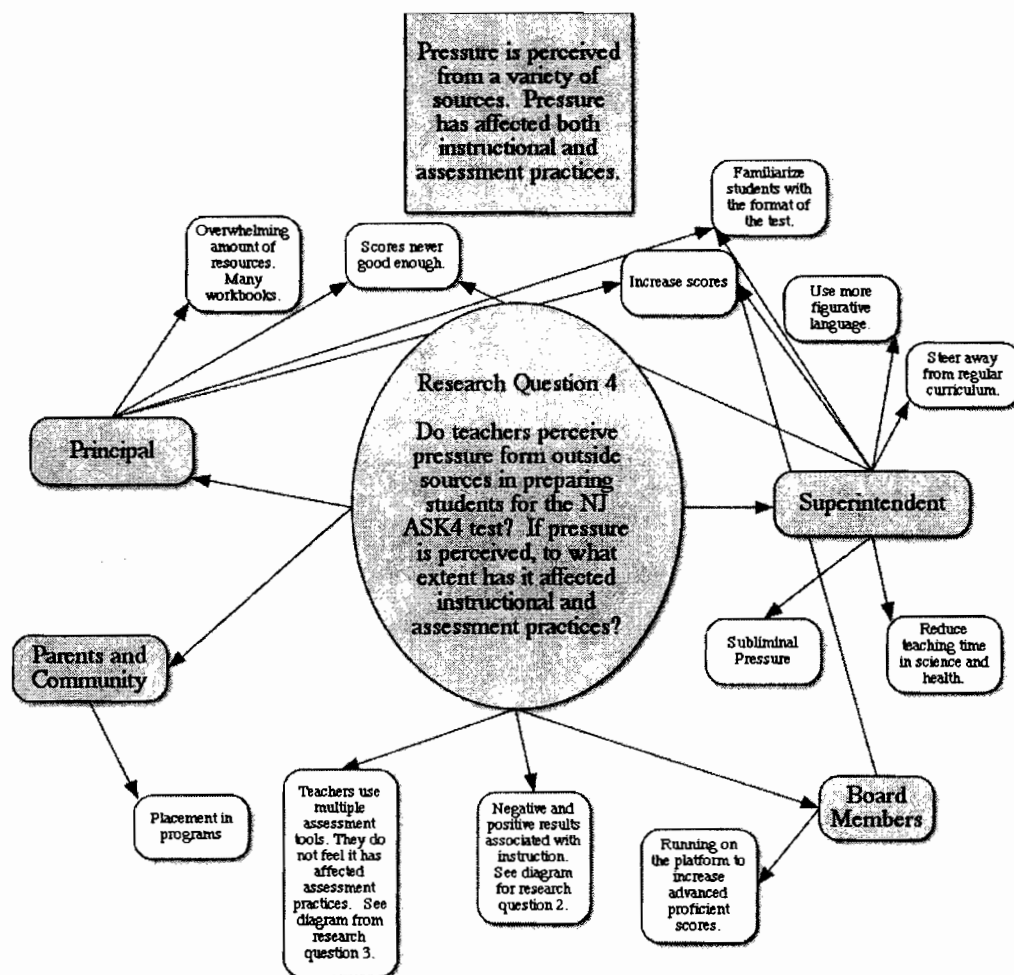 Pressure is perceived
from a variety of
sources. Pressure
has affected both
instructional and
assessment practices.
Familiarize
students with
the format of
the test.
Overwhelming
amount of
resources.
Many
workbooks.
Scores never
good enough.
Increase scores
Use more
figurative
language.
Steer away
from regular
curriculum.
Research Question 4
Do teachers perceive
pressure form outside
sources in preparing
students for the NJ
ASK4 test? If pressure
is perceived, to what
extent has it affected
instructional and
assessment practices?
Principal
Superintendent
Subliminal
Pressure
Reduce
teaching time
in science and
health.
Parents and
Community
Placement in
programs
Teachers use
multiple
assessment
tools. They do
not feel it has
affected
assessment
practices. See
diagram from
research
question 3.
Negative and
positive results
associated with
instruction.
See diagram
for research
question 2.
Board
Members
Running on
the platform to
increase
advanced
proficient
scores.